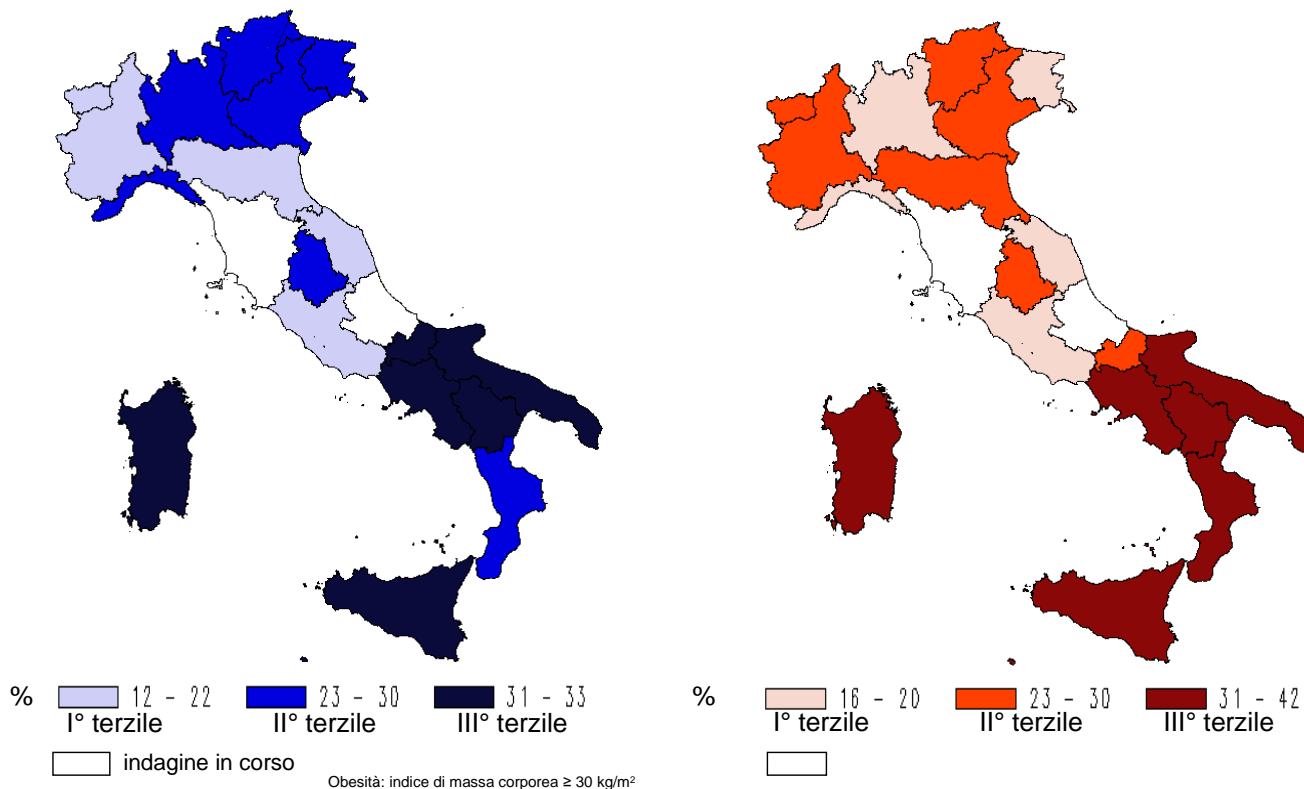 % 12 - 22 23 - 30 31 - 33
I° terzile II° terzile III° terzile
indagine in corso
Obesità: indice di massa corporea ≥ 30 kg/m²
% 16 - 20 23 - 30 31 - 42
I° terzile II° terzile III° terzile